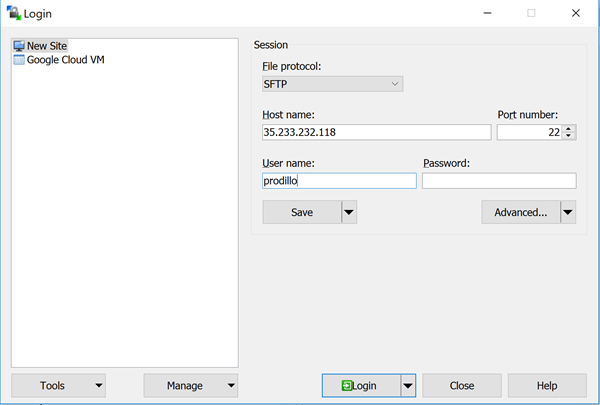 Login
New Site
Google Cloud VM
Session
File protocol:
SFTP
Host name:
Port number:
35.233.232.118
22
User name:
Password:
prodillo
Save
Advanced...
Tools
Manage
Login
Close
Help